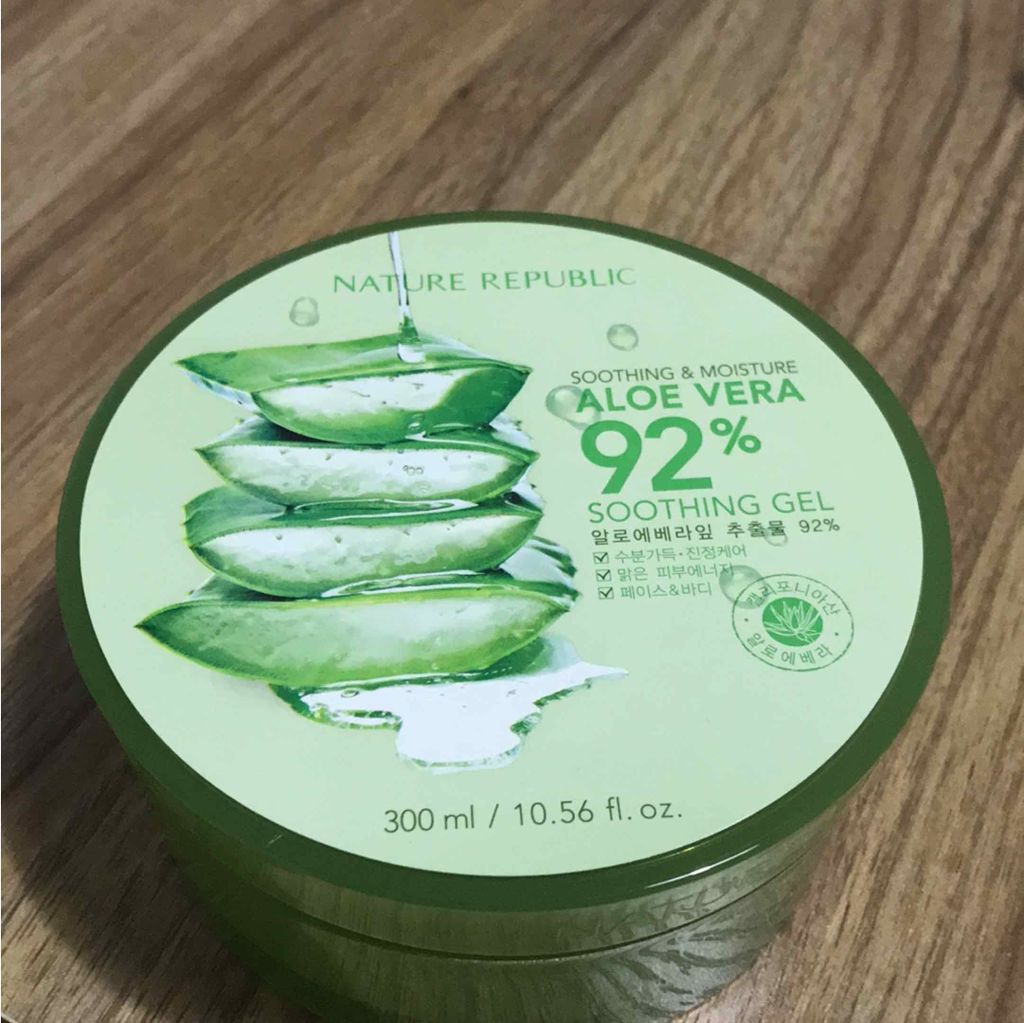 NATURE REPUBLIC
SOOTHING & MOISTURE
ALOE VERA
92%
SOOTHING GEL
알로에베라잎 추출물 92%
수분가득·진정케어
맑은 피부에너지
페이스&바디
캘리포니아산
알로에베라
300 ml / 10.56 fl. oz.